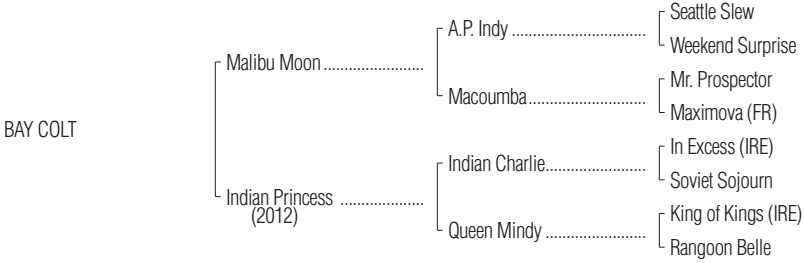 Seattle Slew
A.P. Indy ................................
Weekend Surprise
Malibu Moon ........................
Mr. Prospector
Macoumba............................
Maximova (FR)
BAY COLT
In Excess (IRE)
Indian Charlie........................
Soviet Sojourn
Indian Princess ....................
(2012)
King of Kings (IRE)
Queen Mindy ........................
Rangoon Belle